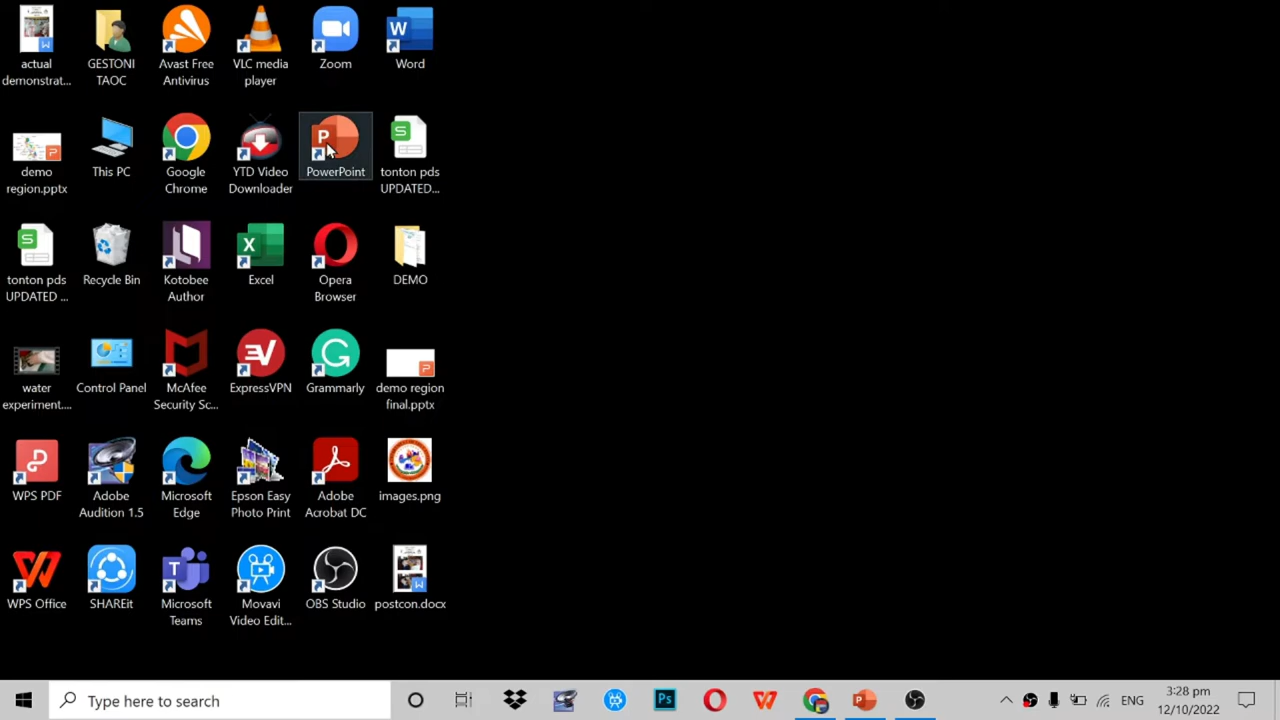 actual
demonstrat...
GESTONI
TAOC
Avast Free
Antivirus
VLC media
player
Zoom
Word
demo
region.pptx
This PC
Google
Chrome
YTD Video
Downloader
PowerPoint
tonton pds
UPDATED...
tonton pds
UPDATED ...
Recycle Bin
Kotobee
Author
Excel
Opera
Browser
DEMO
water
experiment....
Control Panel
McAfee
Security Sc...
ExpressVPN
Grammarly
demo region
final.pptx
WPS PDF
Adobe
Audition 1.5
Microsoft
Edge
Epson Easy
Photo Print
Adobe
Acrobat DC
images.png
WPS Office
SHAREit
Microsoft
Teams
Movavi
Video Edit...
OBS Studio
postcon.docx
Type here to search
ENG
3:28 pm
12/10/2022